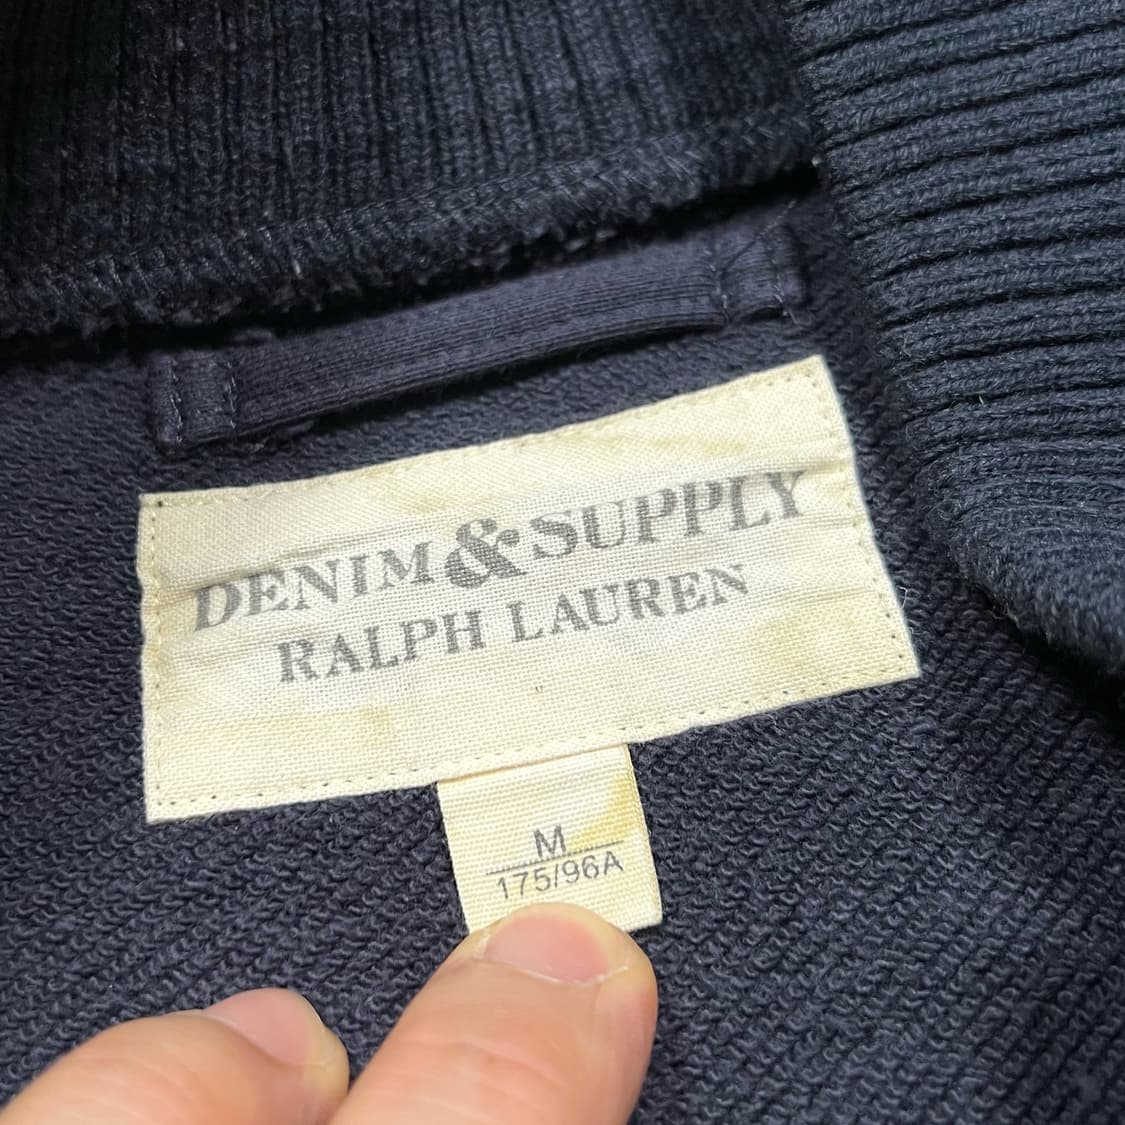 DENIM&SUPPLY
RALPH LAUREN
M
175/96A